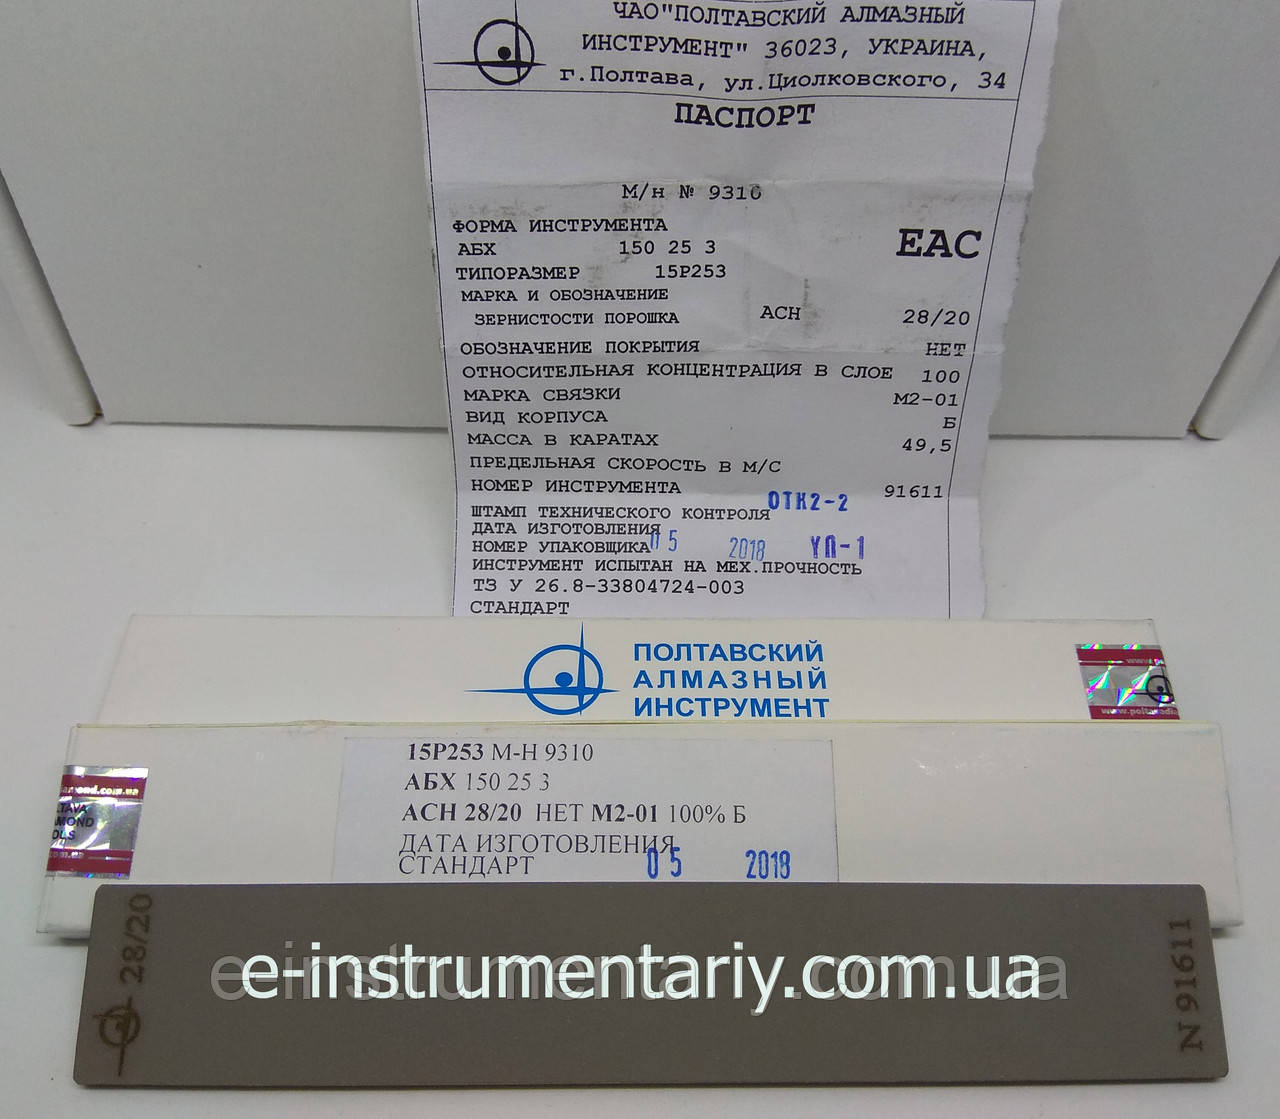 ЧАО"ПОЛТАВСКИЙ АЛМАЗНЫЙ
ИНСТРУМЕНТ" 36023, УКРАИНА,
г.Полтава, ул.Циолковского, 34
ПАСПОРТ
М/н № 9310
ФОРМА ИНСТРУМЕНТА
АБХ 150 25 3
ЕАС
ТИПОРАЗМЕР 15Р253
МАРКА И ОБОЗНАЧЕНИЕ
ЗЕРНИСТОСТИ ПОРОШКА АСН 28/20
ОБОЗНАЧЕНИЕ ПОКРЫТИЯ НЕТ
ОТНОСИТЕЛЬНАЯ КОНЦЕНТРАЦИЯ В СЛОЕ 100
МАРКА СВЯЗКИ М2-01
ВИД КОРПУСА Б
МАССА В КАРАТАХ 49,5
ПРЕДЕЛЬНАЯ СКОРОСТЬ В М/С
НОМЕР ИНСТРУМЕНТА 91611
ШТАМП ТЕХНИЧЕСКОГО КОНТРОЛЯ ОТК2-2
ДАТА ИЗГОТОВЛЕНИЯ
НОМЕР УПАКОВЩИКА 05 2018 УП-1
ИНСТРУМЕНТ ИСПЫТАН НА МЕХ.ПРОЧНОСТЬ
ТЗ У 26.8-33804724-003
СТАНДАРТ
ПОЛТАВСКИЙ
АЛМАЗНЫЙ
ИНСТРУМЕНТ
15Р253 М-Н 9310
АБХ 150 25 3
АСН 28/20 НЕТ М2-01 100% Б
ДАТА ИЗГОТОВЛЕНИЯ
СТАНДАРТ 05 2018
28/20
e-instrumentariy.com.ua
N 91611